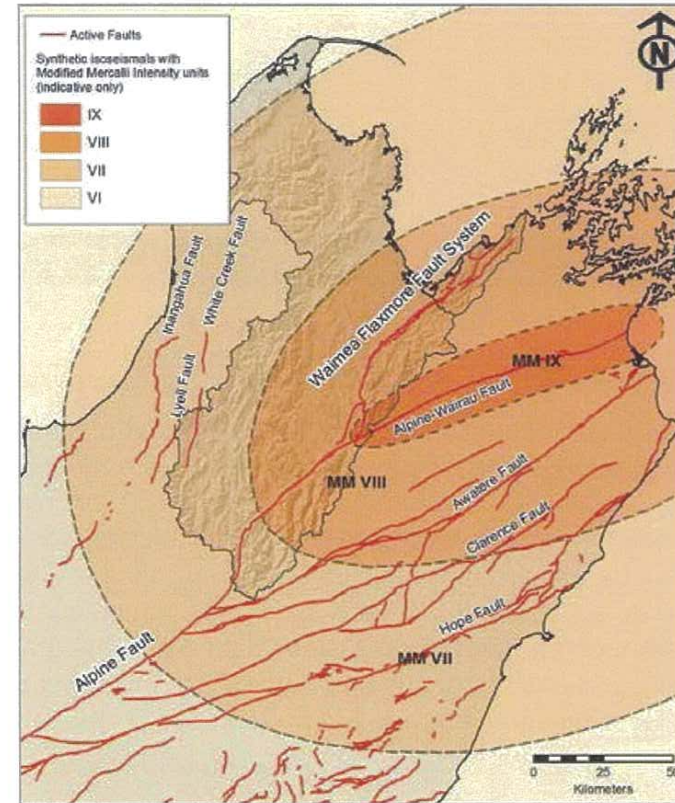 Active Faults
Synthetic isoseismals with
Modified Mercalli Intensity units
(indicative only)
IX
VIII
VII
VI
N
Inangahua Fault
White Creek Fault
Lyell Fault
Waimea Flaxmore Fault System
MM IX
Alpine-Wairau Fault
MM VIII
Awatere Fault
Clarence Fault
Hope Fault
MM VII
Alpine Fault
0 25 50
Kilometers